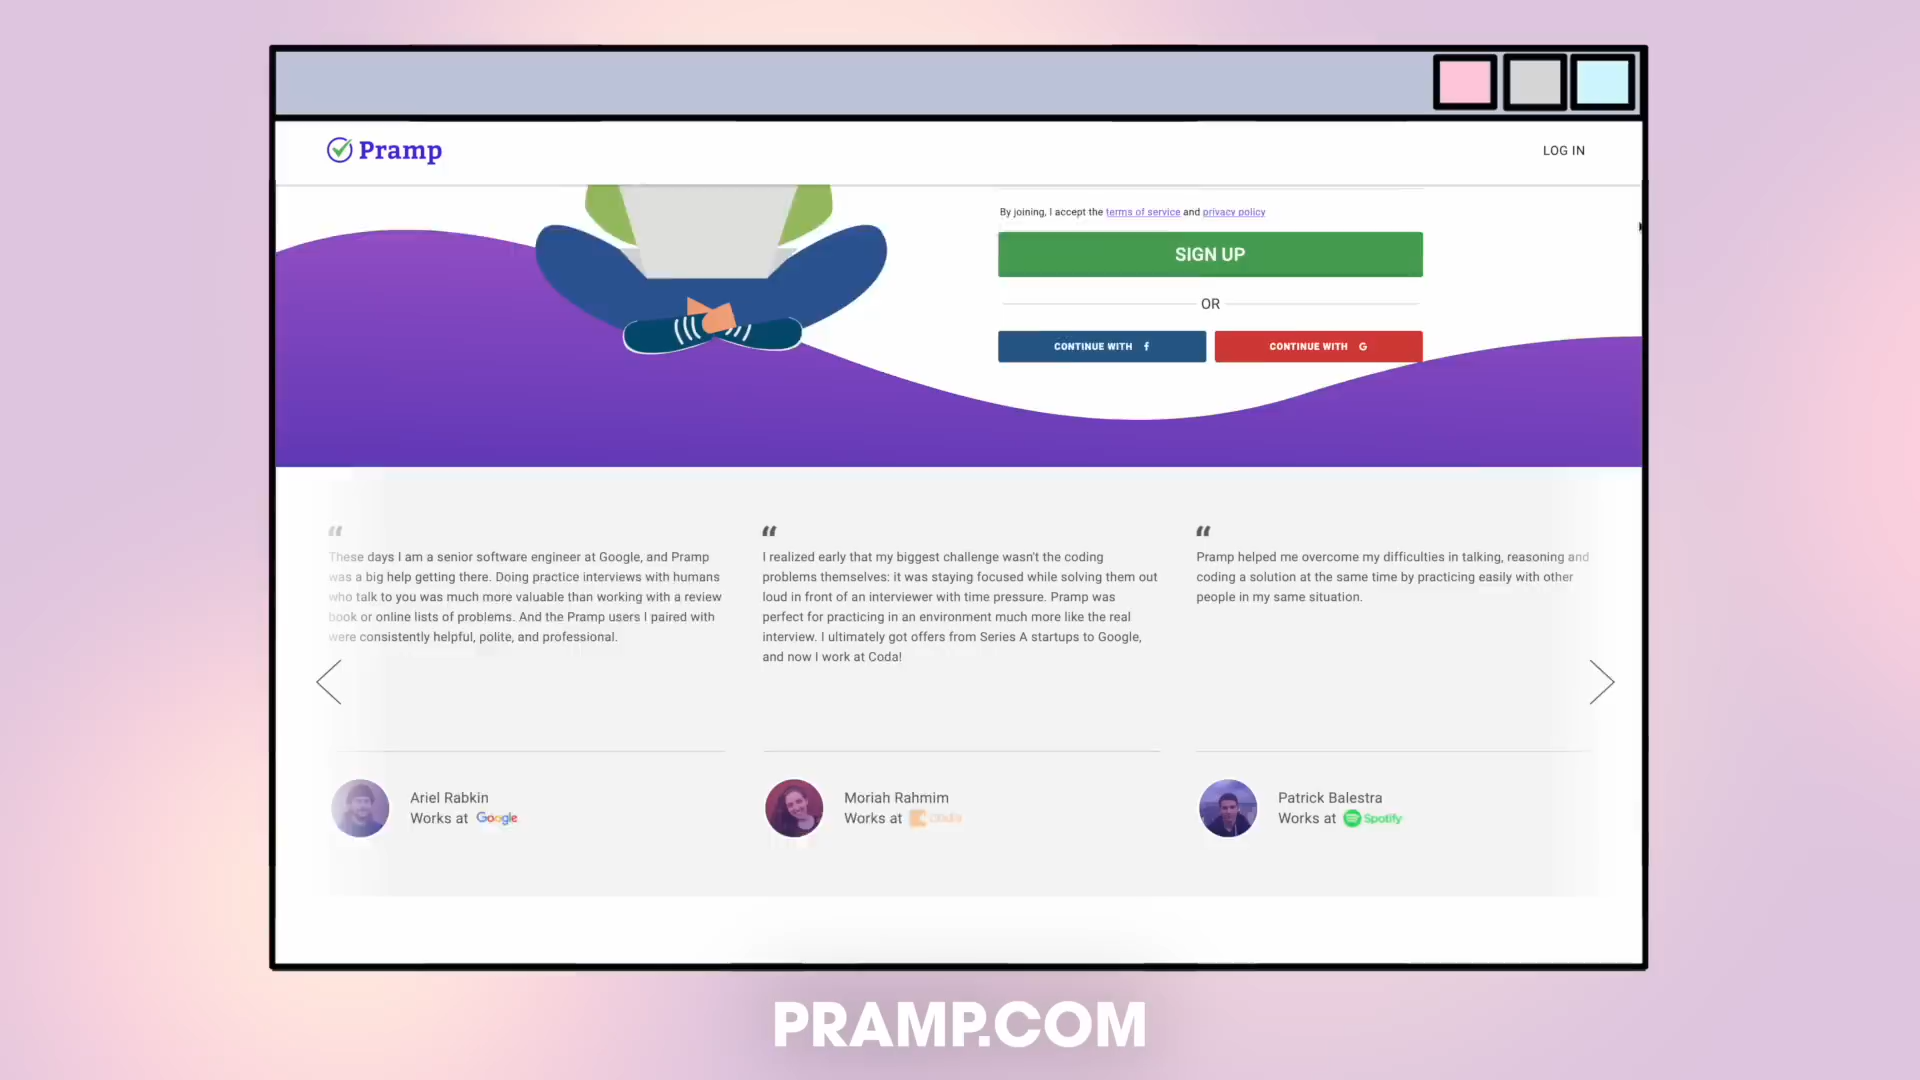 Pramp
LOG IN
By joining, I accept the terms of service and privacy policy
SIGN UP
OR
CONTINUE WITH f
CONTINUE WITH G
“
These days I am a senior software engineer at Google, and Pramp
was a big help getting there. Doing practice interviews with humans
who talk to you was much more valuable than working with a review
book or online lists of problems. And the Pramp users I paired with
were consistently helpful, polite, and professional.
“
I realized early that my biggest challenge wasn't the coding
problems themselves: it was staying focused while solving them out
loud in front of an interviewer with time pressure. Pramp was
perfect for practicing in an environment much more like the real
interview. I ultimately got offers from Series A startups to Google,
and now I work at Coda!
“
Pramp helped me overcome my difficulties in talking, reasoning and
coding a solution at the same time by practicing easily with other
people in my same situation.
Ariel Rabkin
Works at Google
Moriah Rahmim
Works at coda
Patrick Balestra
Works at Spotify
PRAMP.COM